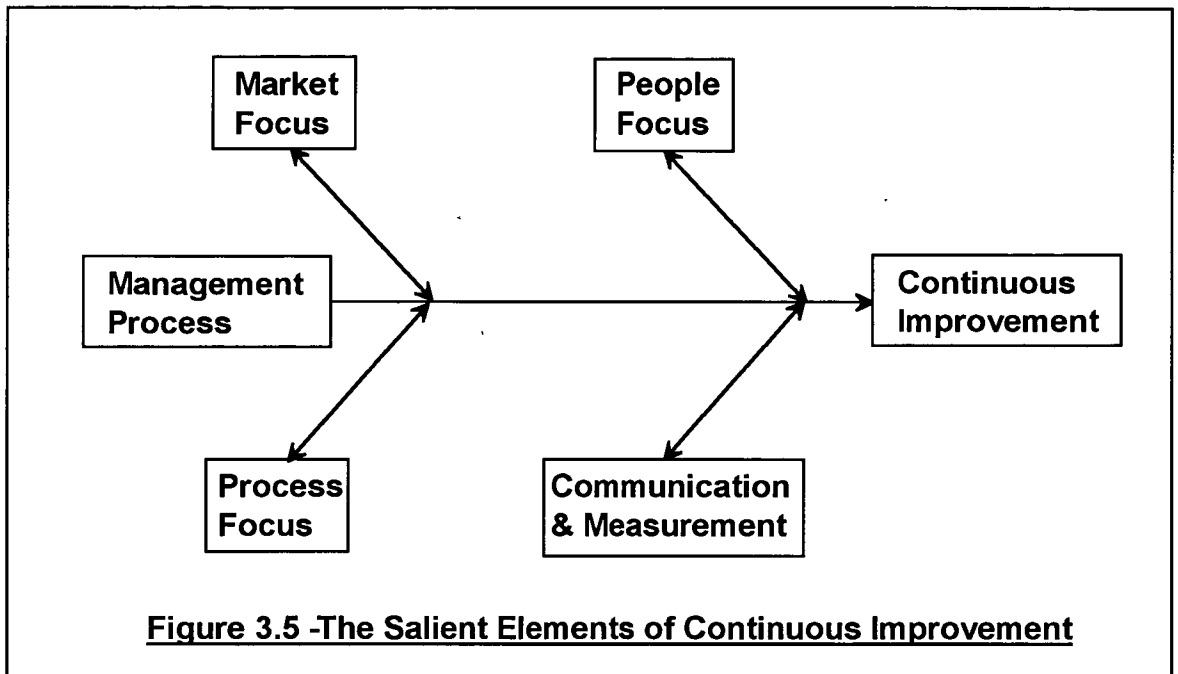 Market
Focus
People
Focus
Management
Process
Continuous
Improvement
Process
Focus
Communication
& Measurement
Figure 3.5 -The Salient Elements of Continuous Improvement